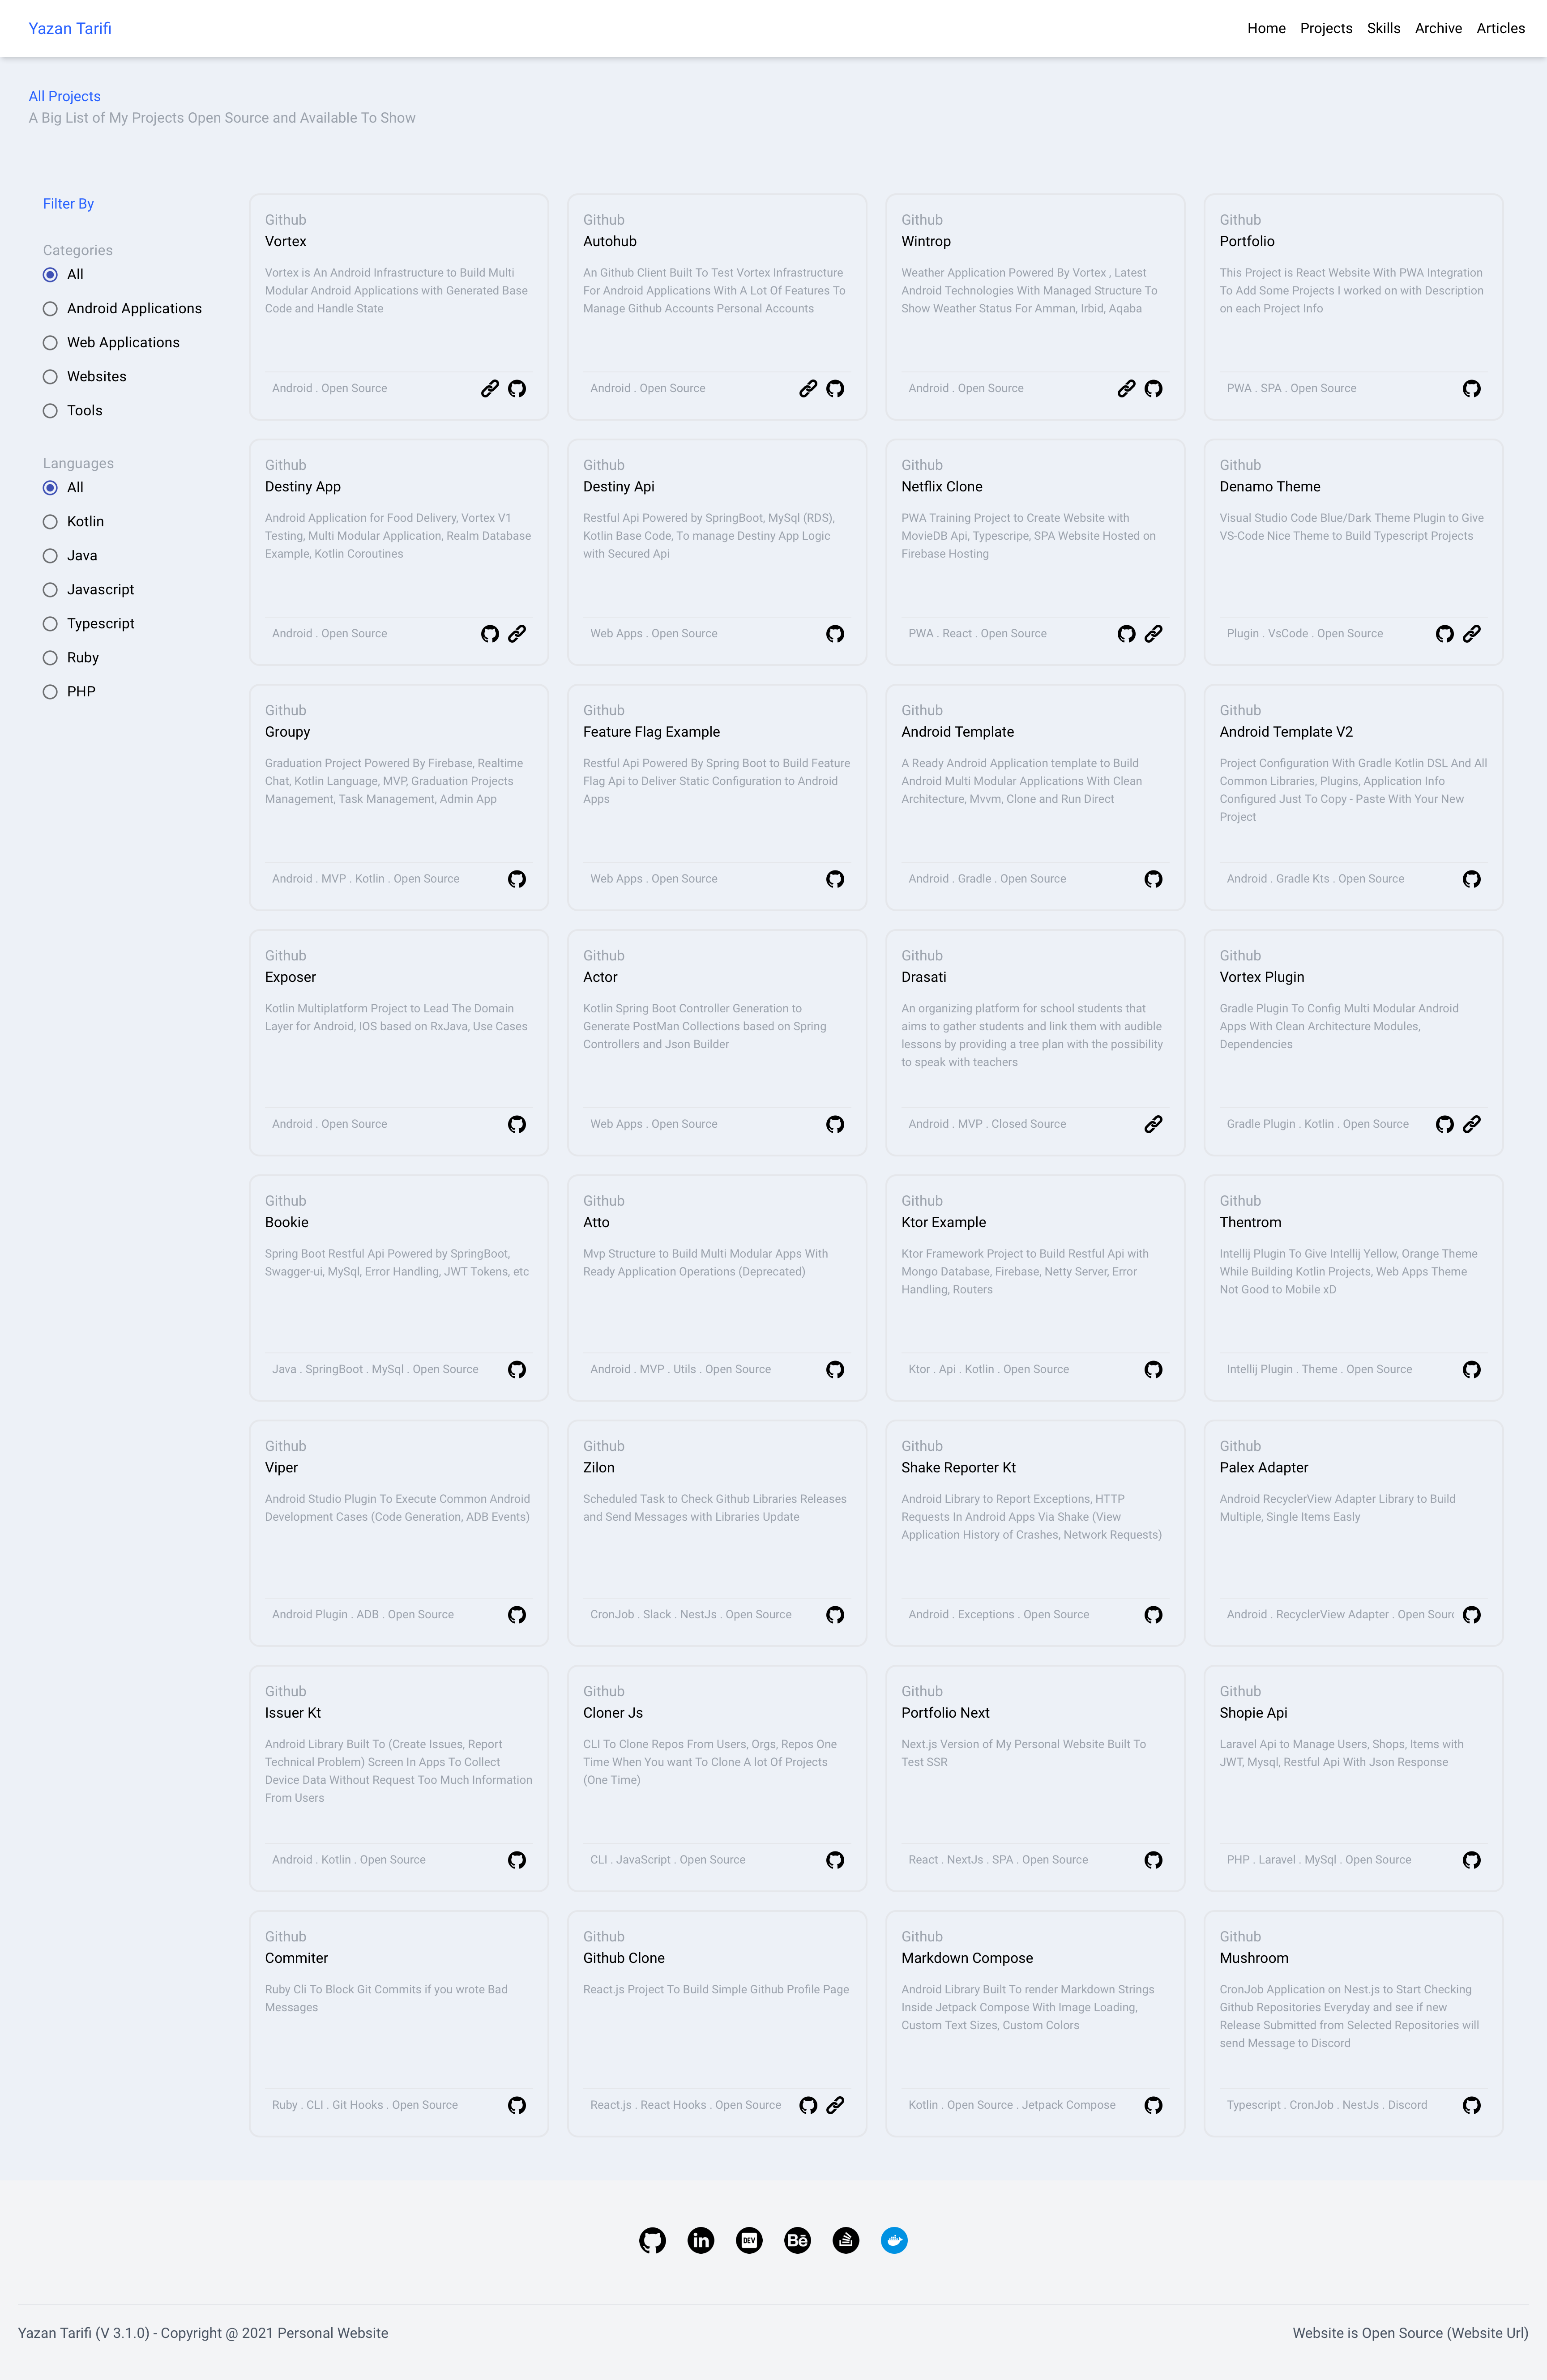 Yazan Tarifi
Home Projects Skills Archive Articles
All Projects
A Big List of My Projects Open Source and Available To Show
Filter By
Categories
All
Android Applications
Web Applications
Websites
Tools
Languages
All
Kotlin
Java
Javascript
Typescript
Ruby
PHP
Github
Vortex
Vortex is An Android Infrastructure to Build Multi
Modular Android Applications with Generated Base
Code and Handle State
Android . Open Source
Github
Autohub
An Github Client Built To Test Vortex Infrastructure
For Android Applications With A Lot Of Features To
Manage Github Accounts Personal Accounts
Android . Open Source
Github
Wintrop
Weather Application Powered By Vortex , Latest
Android Technologies With Managed Structure To
Show Weather Status For Amman, Irbid, Aqaba
Android . Open Source
Github
Portfolio
This Project is React Website With PWA Integration
To Add Some Projects I worked on with Description
on each Project Info
PWA . SPA . Open Source
Github
Destiny App
Android Application for Food Delivery, Vortex V1
Testing, Multi Modular Application, Realm Database
Example, Kotlin Coroutines
Android . Open Source
Github
Destiny Api
Restful Api Powered by SpringBoot, MySql (RDS),
Kotlin Base Code, To manage Destiny App Logic
with Secured Api
Web Apps . Open Source
Github
Netflix Clone
PWA Training Project to Create Website with
MovieDB Api, Typescripe, SPA Website Hosted on
Firebase Hosting
PWA . React . Open Source
Github
Denamo Theme
Visual Studio Code Blue/Dark Theme Plugin to Give
VS-Code Nice Theme to Build Typescript Projects
Plugin . VsCode . Open Source
Github
Groupy
Graduation Project Powered By Firebase, Realtime
Chat, Kotlin Language, MVP, Graduation Projects
Management, Task Management, Admin App
Android . MVP . Kotlin . Open Source
Github
Feature Flag Example
Restful Api Powered By Spring Boot to Build Feature
Flag Api to Deliver Static Configuration to Android
Apps
Web Apps . Open Source
Github
Android Template
A Ready Android Application template to Build
Android Multi Modular Applications With Clean
Architecture, Mvvm, Clone and Run Direct
Android . Gradle . Open Source
Github
Android Template V2
Project Configuration With Gradle Kotlin DSL And All
Common Libraries, Plugins, Application Info
Configured Just To Copy - Paste With Your New
Project
Android . Gradle Kts . Open Source
Github
Exposer
Kotlin Multiplatform Project to Lead The Domain
Layer for Android, IOS based on RxJava, Use Cases
Android . Open Source
Github
Actor
Kotlin Spring Boot Controller Generation to
Generate PostMan Collections based on Spring
Controllers and Json Builder
Web Apps . Open Source
Github
Drasati
An organizing platform for school students that
aims to gather students and link them with audible
lessons by providing a tree plan with the possibility
to speak with teachers
Android . MVP . Closed Source
Github
Vortex Plugin
Gradle Plugin To Config Multi Modular Android
Apps With Clean Architecture Modules,
Dependencies
Gradle Plugin . Kotlin . Open Source
Github
Bookie
Spring Boot Restful Api Powered by SpringBoot,
Swagger-ui, MySql, Error Handling, JWT Tokens, etc
Java . SpringBoot . MySql . Open Source
Github
Atto
Mvp Structure to Build Multi Modular Apps With
Ready Application Operations (Deprecated)
Android . MVP . Utils . Open Source
Github
Ktor Example
Ktor Framework Project to Build Restful Api with
Mongo Database, Firebase, Netty Server, Error
Handling, Routers
Ktor . Api . Kotlin . Open Source
Github
Thentrom
Intellij Plugin To Give Intellij Yellow, Orange Theme
While Building Kotlin Projects, Web Apps Theme
Not Good to Mobile xD
Intellij Plugin . Theme . Open Source
Github
Viper
Android Studio Plugin To Execute Common Android
Development Cases (Code Generation, ADB Events)
Android Plugin . ADB . Open Source
Github
Zilon
Scheduled Task to Check Github Libraries Releases
and Send Messages with Libraries Update
CronJob . Slack . NestJs . Open Source
Github
Shake Reporter Kt
Android Library to Report Exceptions, HTTP
Requests In Android Apps Via Shake (View
Application History of Crashes, Network Requests)
Android . Exceptions . Open Source
Github
Palex Adapter
Android RecyclerView Adapter Library to Build
Multiple, Single Items Easly
Android . RecyclerView Adapter . Open Sourc
Github
Issuer Kt
Android Library Built To (Create Issues, Report
Technical Problem) Screen In Apps To Collect
Device Data Without Request Too Much Information
From Users
Android . Kotlin . Open Source
Github
Cloner Js
CLI To Clone Repos From Users, Orgs, Repos One
Time When You want To Clone A lot Of Projects
(One Time)
CLI . JavaScript . Open Source
Github
Portfolio Next
Next.js Version of My Personal Website Built To
Test SSR
React . NextJs . SPA . Open Source
Github
Shopie Api
Laravel Api to Manage Users, Shops, Items with
JWT, Mysql, Restful Api With Json Response
PHP . Laravel . MySql . Open Source
Github
Commiter
Ruby Cli To Block Git Commits if you wrote Bad
Messages
Ruby . CLI . Git Hooks . Open Source
Github
Github Clone
React.js Project To Build Simple Github Profile Page
React.js . React Hooks . Open Source
Github
Markdown Compose
Android Library Built To render Markdown Strings
Inside Jetpack Compose With Image Loading,
Custom Text Sizes, Custom Colors
Kotlin . Open Source . Jetpack Compose
Github
Mushroom
CronJob Application on Nest.js to Start Checking
Github Repositories Everyday and see if new
Release Submitted from Selected Repositories will
send Message to Discord
Typescript . CronJob . NestJs . Discord
in DEV Bē
Yazan Tarifi (V 3.1.0) - Copyright @ 2021 Personal Website
Website is Open Source (Website Url)